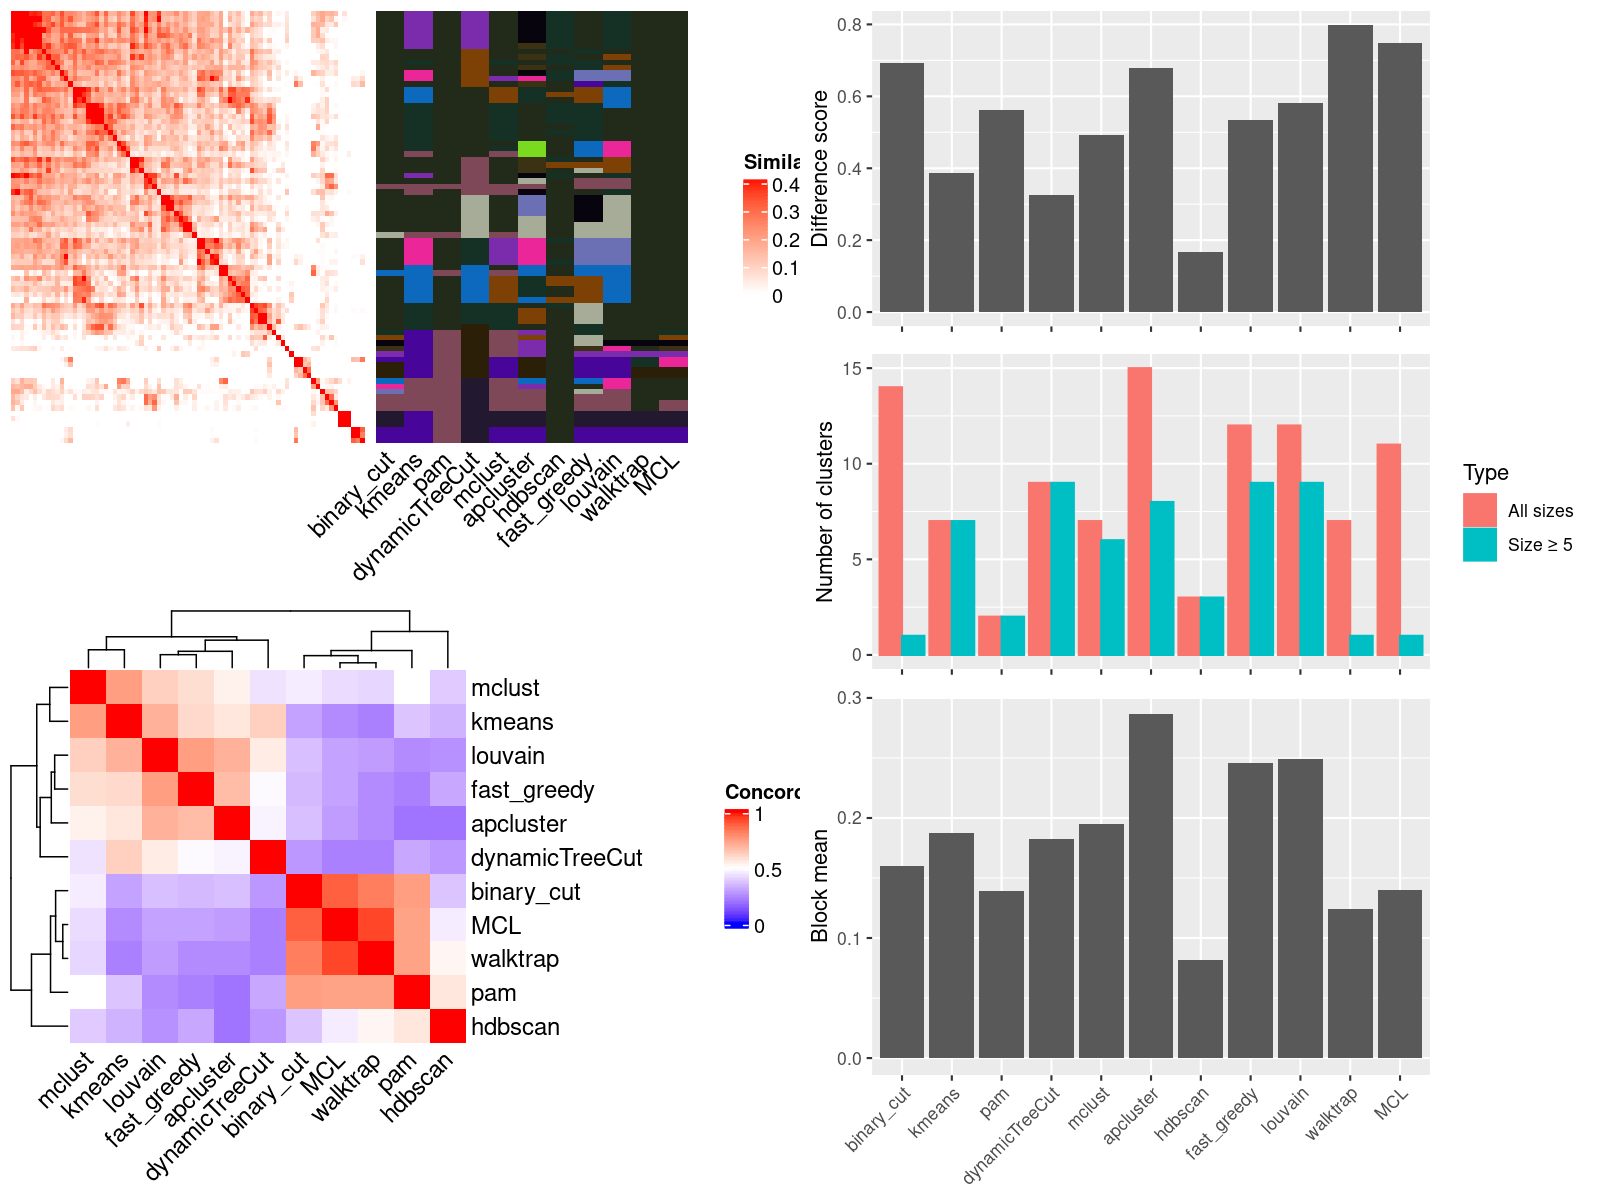 Simila
0.4
0.3
0.2
0.1
0
binary_cut
kmeans
pam
dynamicTreeCut
mclust
apcluster
hdbscan
fast_greedy
louvain
walktrap
MCL
mclust
kmeans
louvain
fast_greedy
apcluster
dynamicTreeCut
binary_cut
MCL
walktrap
pam
hdbscan
mclust
kmeans
louvain
fast_greedy
apcluster
dynamicTreeCut
binary_cut
MCL
walktrap
pam
hdbscan
Concord
1
0.5
0
Difference score
0.8
0.6
0.4
0.2
0.0
Number of clusters
15
10
5
0
Type
All sizes
Size ≥ 5
Block mean
0.3
0.2
0.1
0.0
binary_cut
kmeans
pam
dynamicTreeCut
mclust
apcluster
hdbscan
fast_greedy
louvain
walktrap
MCL